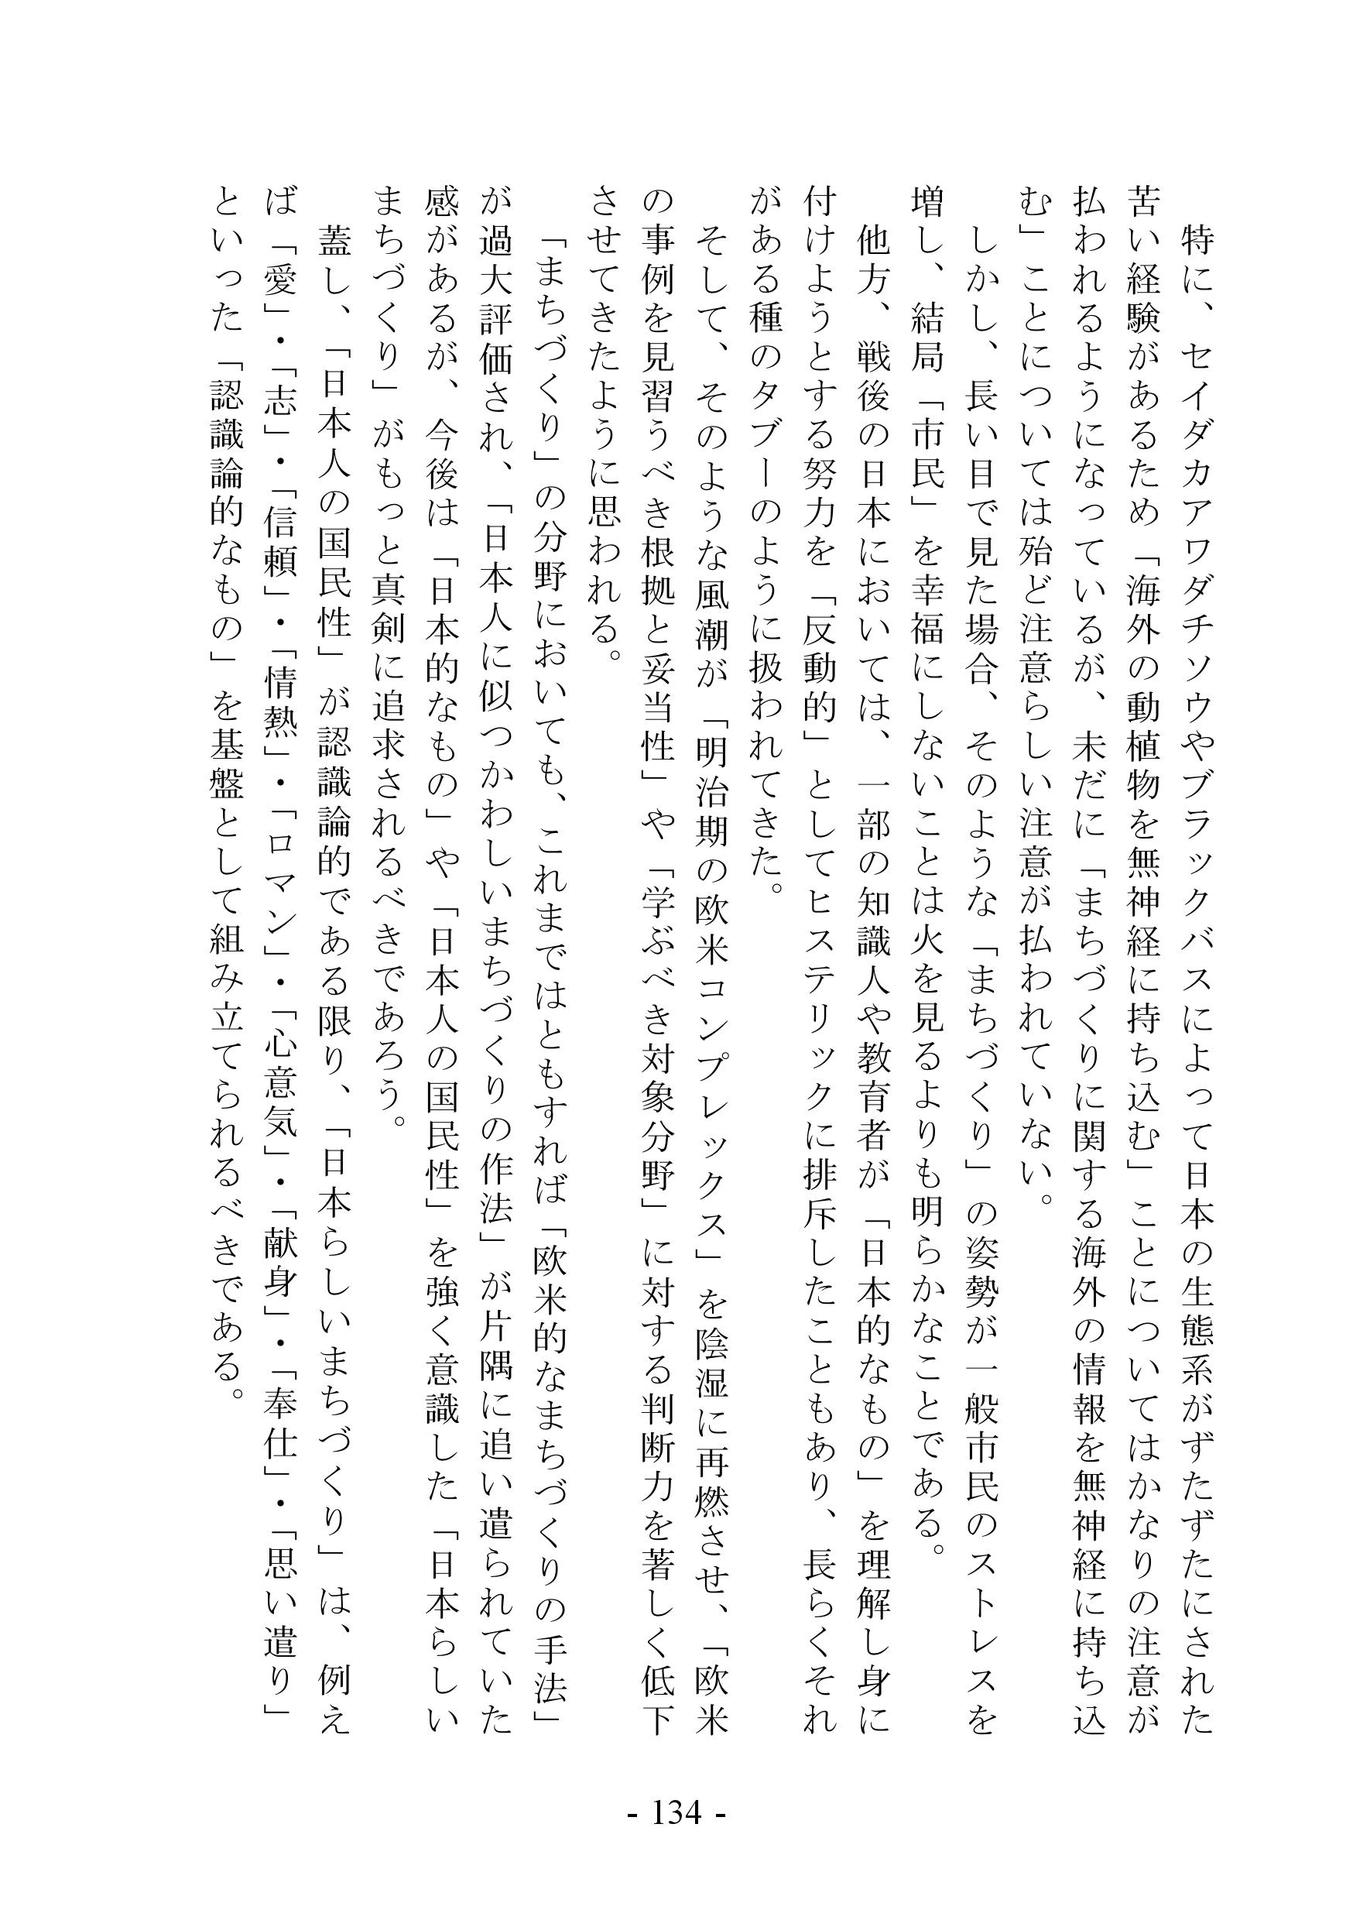 特に、セイダカアワダチソウやブラックバスによって日本の生態系がずたずたにされた
苦い経験があるため「海外の動植物を無神経に持ち込む」ことについてはかなりの注意が
払われるようになっているが、未だに「まちづくりに関する海外の情報を無神経に持ち込
む」ことについては殆ど注意らしい注意が払われていない。
　しかし、長い目で見た場合、そのような「まちづくり」の姿勢が一般市民のストレスを
増し、結局「市民」を幸福にしないことは火を見るよりも明らかなことである。
　他方、戦後の日本においては、一部の知識人や教育者が「日本的なもの」を理解し身に
付けようとする努力を「反動的」としてヒステリックに排斥したこともあり、長らくそれ
がある種のタブーのように扱われてきた。
　そして、そのような風潮が「明治期の欧米コンプレックス」を陰湿に再燃させ、「欧米
の事例を見習うべき根拠と妥当性」や「学ぶべき対象分野」に対する判断力を著しく低下
させてきたように思われる。
　「まちづくり」の分野においても、これまではともすれば「欧米的なまちづくりの手法」
が過大評価され、「日本人に似つかわしいまちづくりの作法」が片隅に追い遣られていた
感があるが、今後は「日本的なもの」や「日本人の国民性」を強く意識した「日本らしい
まちづくり」がもっと真剣に追求されるべきであろう。
　蓋し、「日本人の国民性」が認識論的である限り、「日本らしいまちづくり」は、例え
ば「愛」・「志」・「信頼」・「情熱」・「ロマン」・「心意気」・「献身」・「奉仕」・「思い遣り」
といった「認識論的なもの」を基盤として組み立てられるべきである。
- 134 -